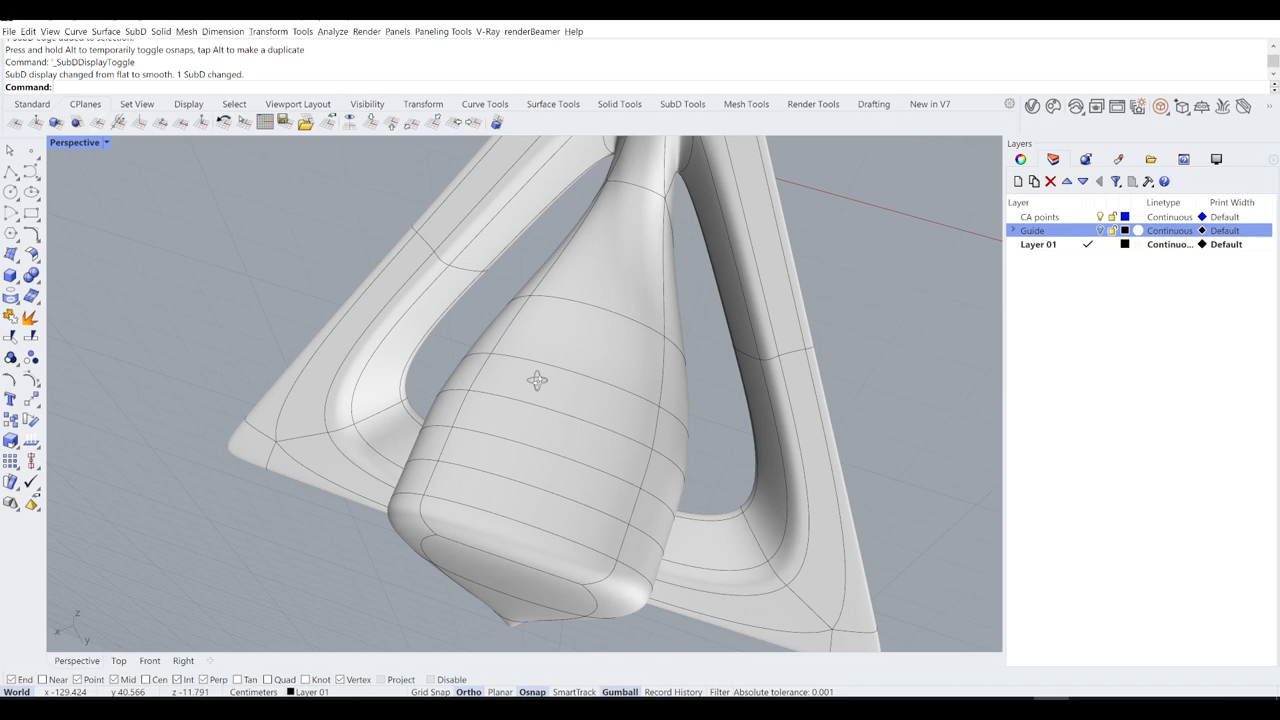 File Edit View Curve Surface SubD Solid Mesh Dimension Transform Tools Analyze Render Panels Paneling Tools V-Ray renderBeamer Help
Press and hold Alt to temporarily toggle osnaps, tap Alt to make a duplicate
Command: '_SubDDisplayToggle
SubD display changed from flat to smooth. 1 SubD changed.
Command:
Standard CPlanes Set View Display Select Viewport Layout Visibility Transform Curve Tools Surface Tools Solid Tools SubD Tools Mesh Tools Render Tools Drafting New in V7
Perspective
Layers
Layer Linetype Print Width
CA points Continuous Default
Guide Continuous Default
Layer 01 Continuo... Default
z
x y
Perspective Top Front Right
End Near Point Mid Cen Int Perp Tan Quad Knot Vertex Project Disable
World x -129.424 y 40.566 z -11.791 Centimeters Layer 01 Grid Snap Ortho Planar Osnap SmartTrack Gumball Record History Filter Absolute tolerance: 0.001